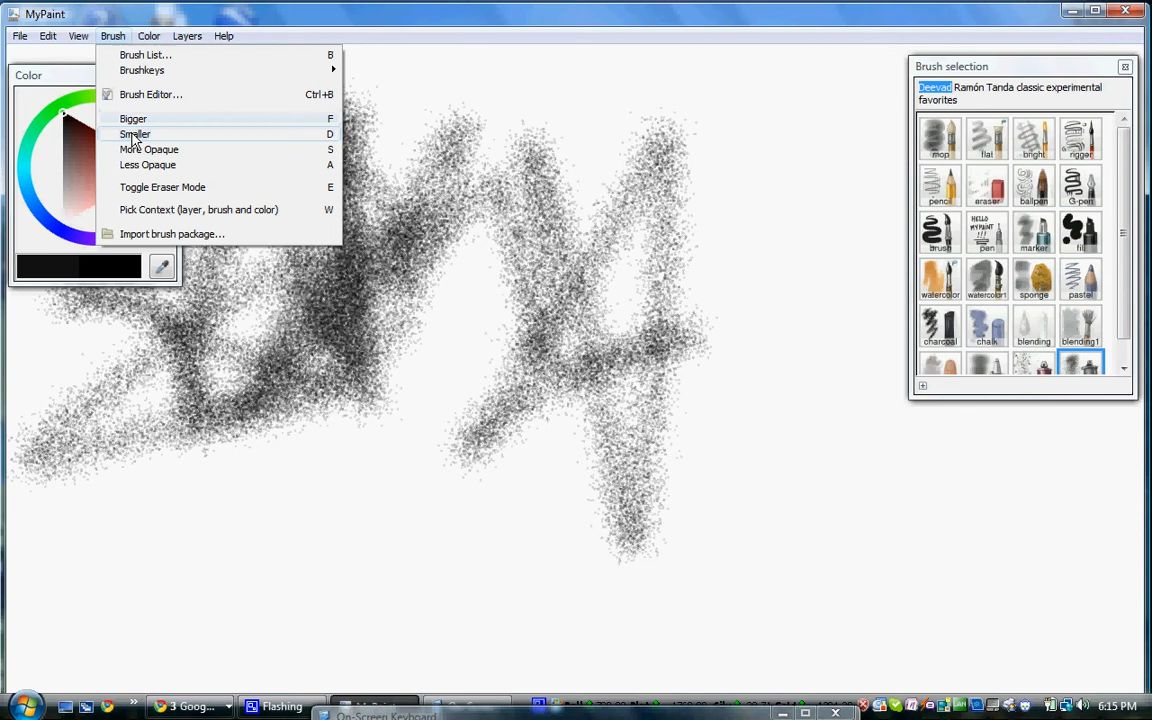 MyPaint
File Edit View Brush Color Layers Help
Brush List... B
Brushkeys
Brush Editor... Ctrl+B
Bigger F
Smaller D
More Opaque S
Less Opaque A
Toggle Eraser Mode E
Pick Context (layer, brush and color) W
Import brush package...
Color
Brush selection
Deevad Ramón Tanda classic experimental
favorites
mop flat bright rigger
pencil eraser ballpen G-pen
brush pen marker fill
HELLO MYPAINT
watercolor watercolor1 sponge pastel
charcoal chalk blending blending1
3 Goog... Flashing
On-Screen Keyboard
6:15 PM